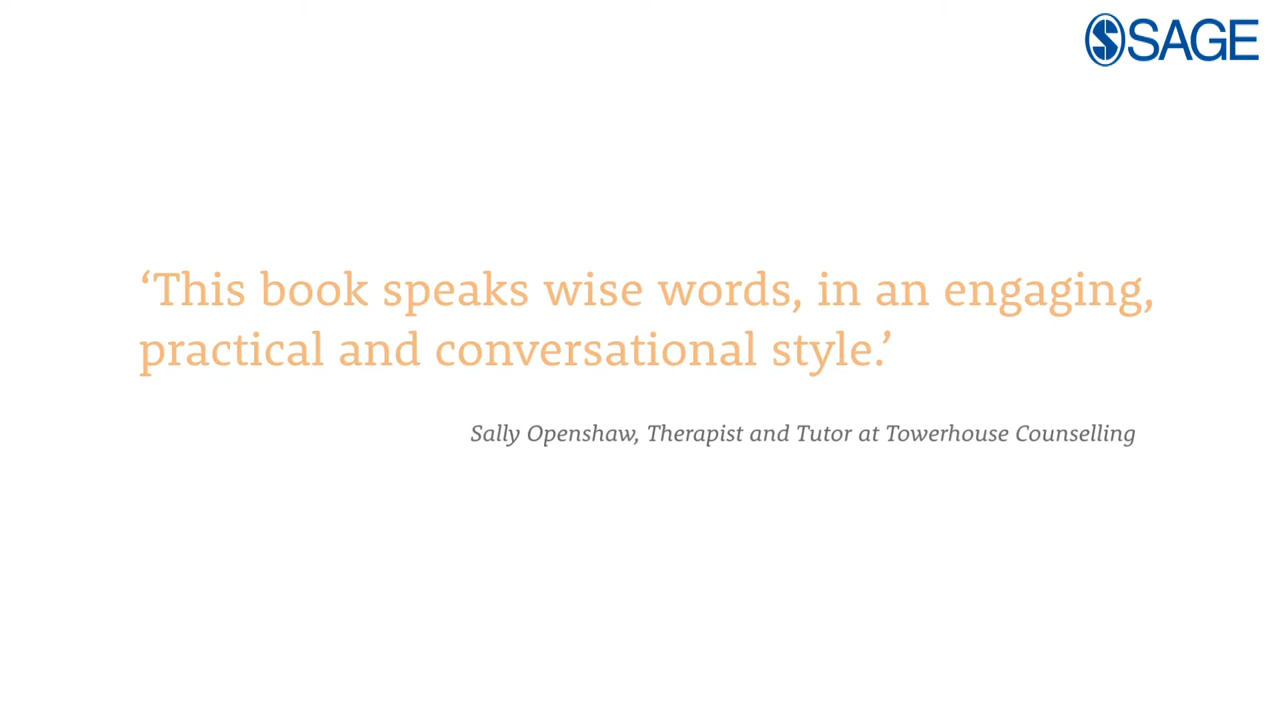 SAGE
‘This book speaks wise words, in an engaging,
practical and conversational style.’
Sally Openshaw, Therapist and Tutor at Towerhouse Counselling